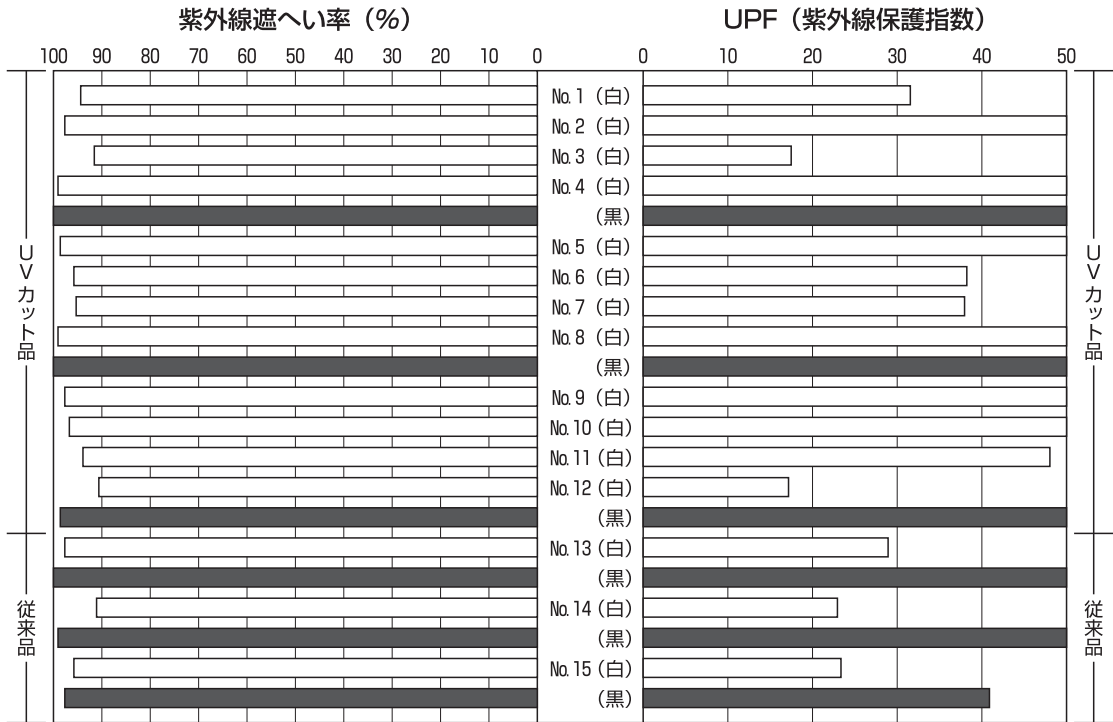 紫外線遮へい率（%）
UPF（紫外線保護指数）
100 90 80 70 60 50 40 30 20 10 0
0 10 20 30 40 50
UVカット品
従来品
No. 1（白）
No. 2（白）
No. 3（白）
No. 4（白）
（黒）
No. 5（白）
No. 6（白）
No. 7（白）
No. 8（白）
（黒）
No. 9（白）
No. 10（白）
No. 11（白）
No. 12（白）
（黒）
No. 13（白）
（黒）
No. 14（白）
（黒）
No. 15（白）
（黒）
UVカット品
従来品